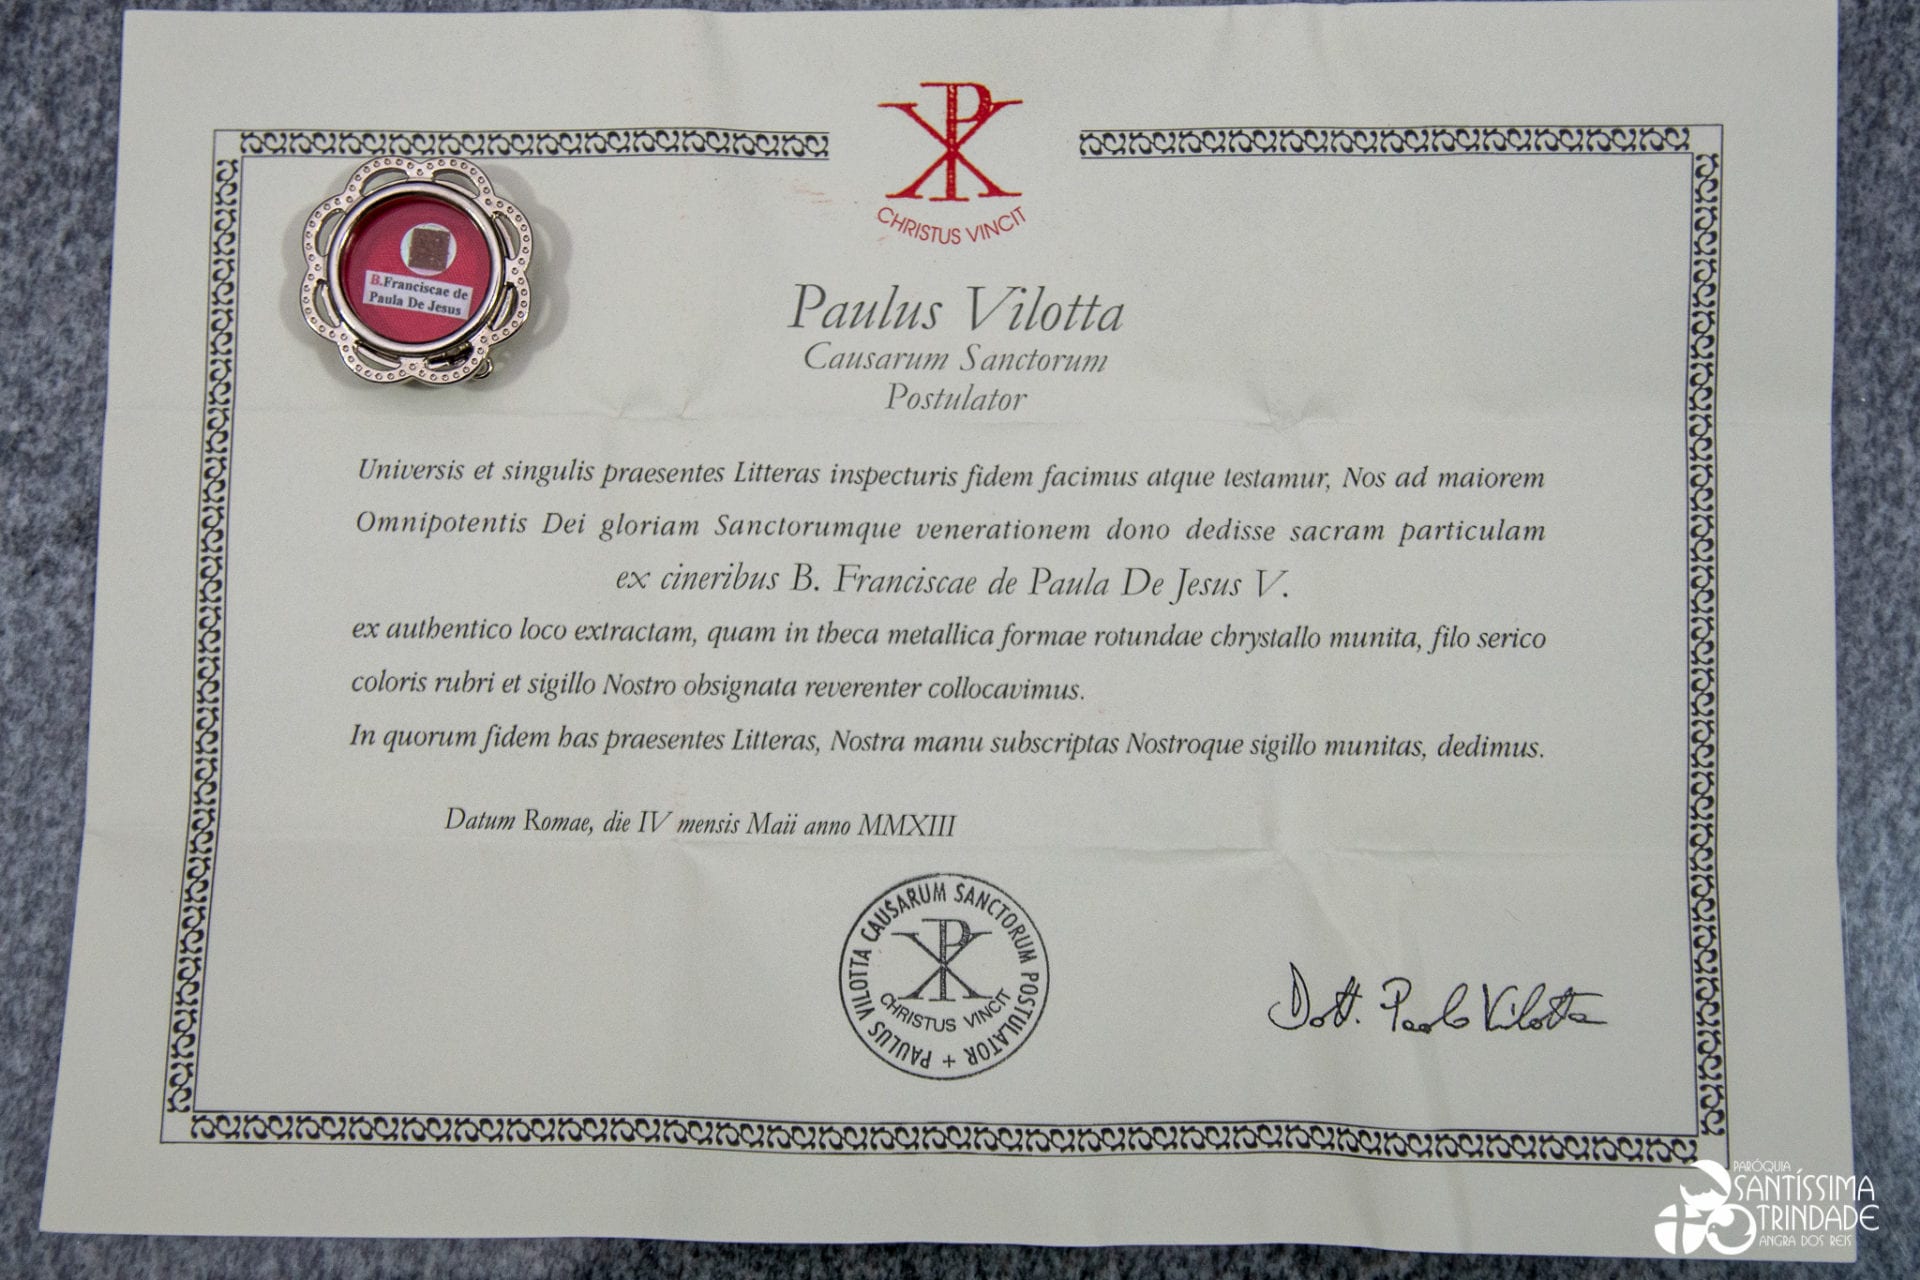 CHRISTUS VINCIT
B.Franciscae de
Paula De Jesus
Paulus Vilotta
Causarum Sanctorum
Postulator
Universis et singulis praesentes Litteras inspecturis fidem facimus atque testamur, Nos ad maiorem
Omnipotentis Dei gloriam Sanctorumque venerationem dono dedisse sacram particulam
ex cineribus B. Franciscae de Paula De Jesus V.
ex authentico loco extractam, quam in theca metallica formae rotundae chrystallo munita, filo serico
coloris rubri et sigillo Nostro obsignata reverenter collocavimus.
In quorum fidem has praesentes Litteras, Nostra manu subscriptas Nostroque sigillo munitas, dedimus.
Datum Romae, die IV mensis Maii anno MMXIII
PAULUS VILOTTA CAUSARUM SANCTORUM POSTULATOR +
CHRISTUS VINCIT
Dott. Paolo Vilotta
PARÓQUIA
SANTÍSSIMA
TRINDADE
ANGRA DOS REIS